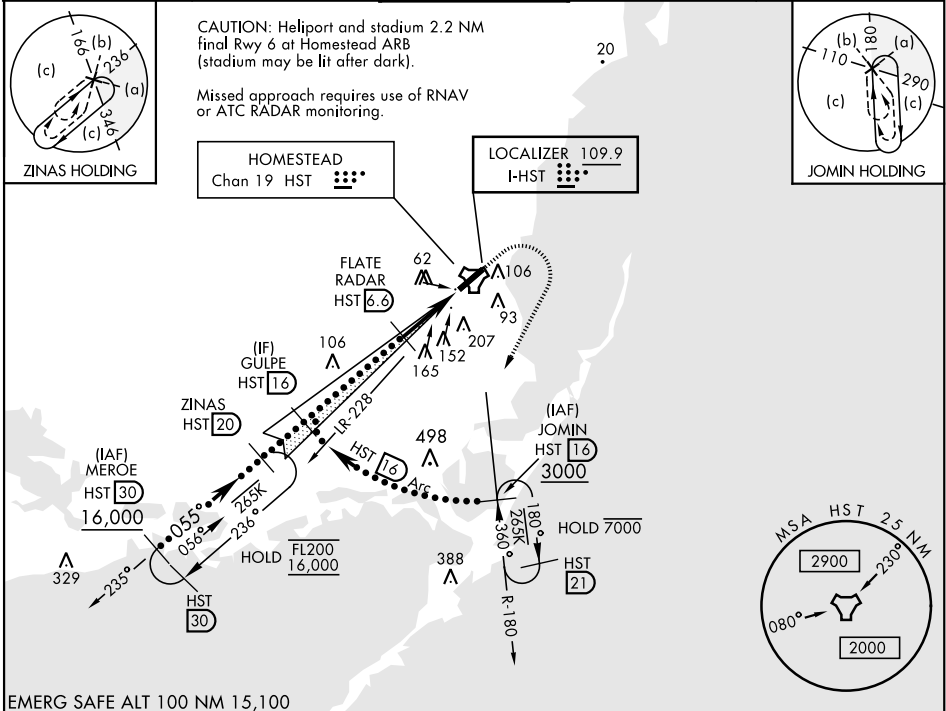 CAUTION: Heliport and stadium 2.2 NM
final Rwy 6 at Homestead ARB
(stadium may be lit after dark).
Missed approach requires use of RNAV
or ATC RADAR monitoring.
166
(b)
236
(c)
(a)
(c)
346
ZINAS HOLDING
20
180
(b)
(a)
110
290
(c)
(c)
JOMIN HOLDING
HOMESTEAD
Chan 19 HST
LOCALIZER 109.9
I-HST
FLATE
RADAR
HST 6.6
62
106
93
207
152
165
106
(IF)
GULPE
HST 16
ZINAS
HST 20
LR-228
(IAF)
MEROE
HST 30
16,000
055°
056°
265K
236°
235°
HOLD FL200
16,000
HST
30
329
HST 16 Arc
498
388
(IAF)
JOMIN
HST 16
3000
265K
180°
360°
HOLD 7000
HST
21
R-180
MSA HST 25 NM
2900
230°
080°
2000
EMERG SAFE ALT 100 NM 15,100